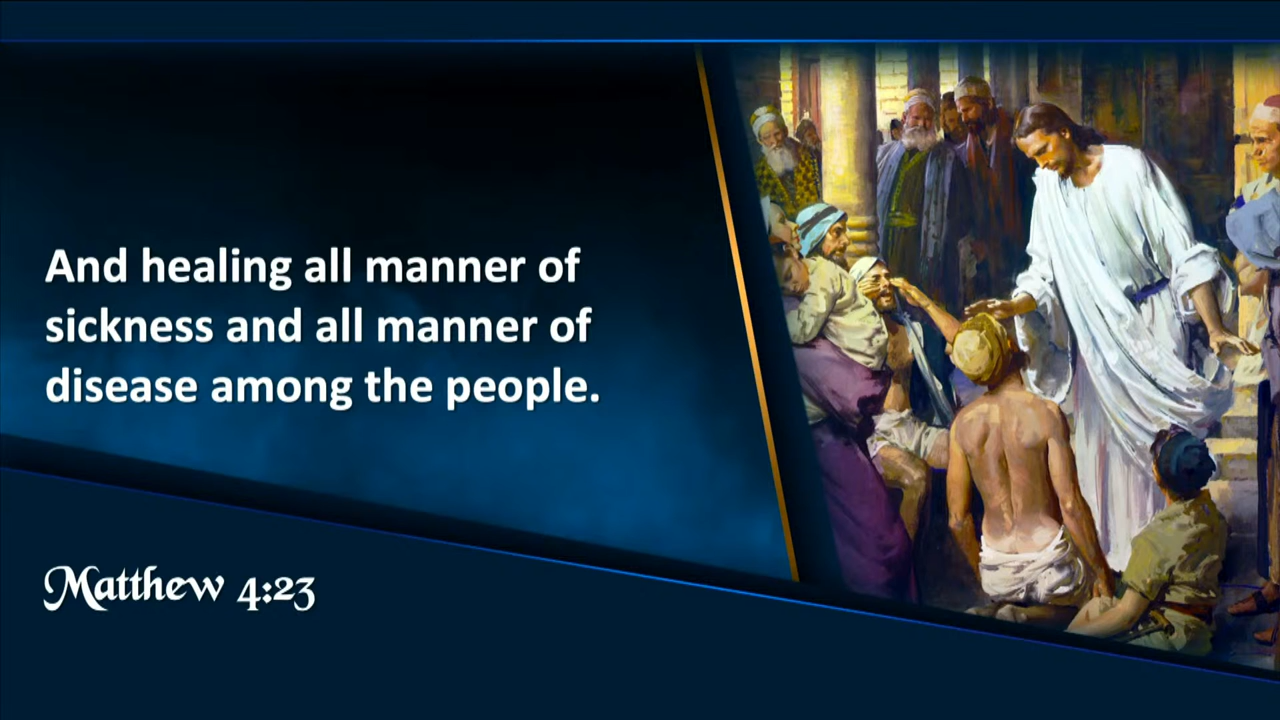 And healing all manner of
sickness and all manner of
disease among the people.
Matthew 4:23